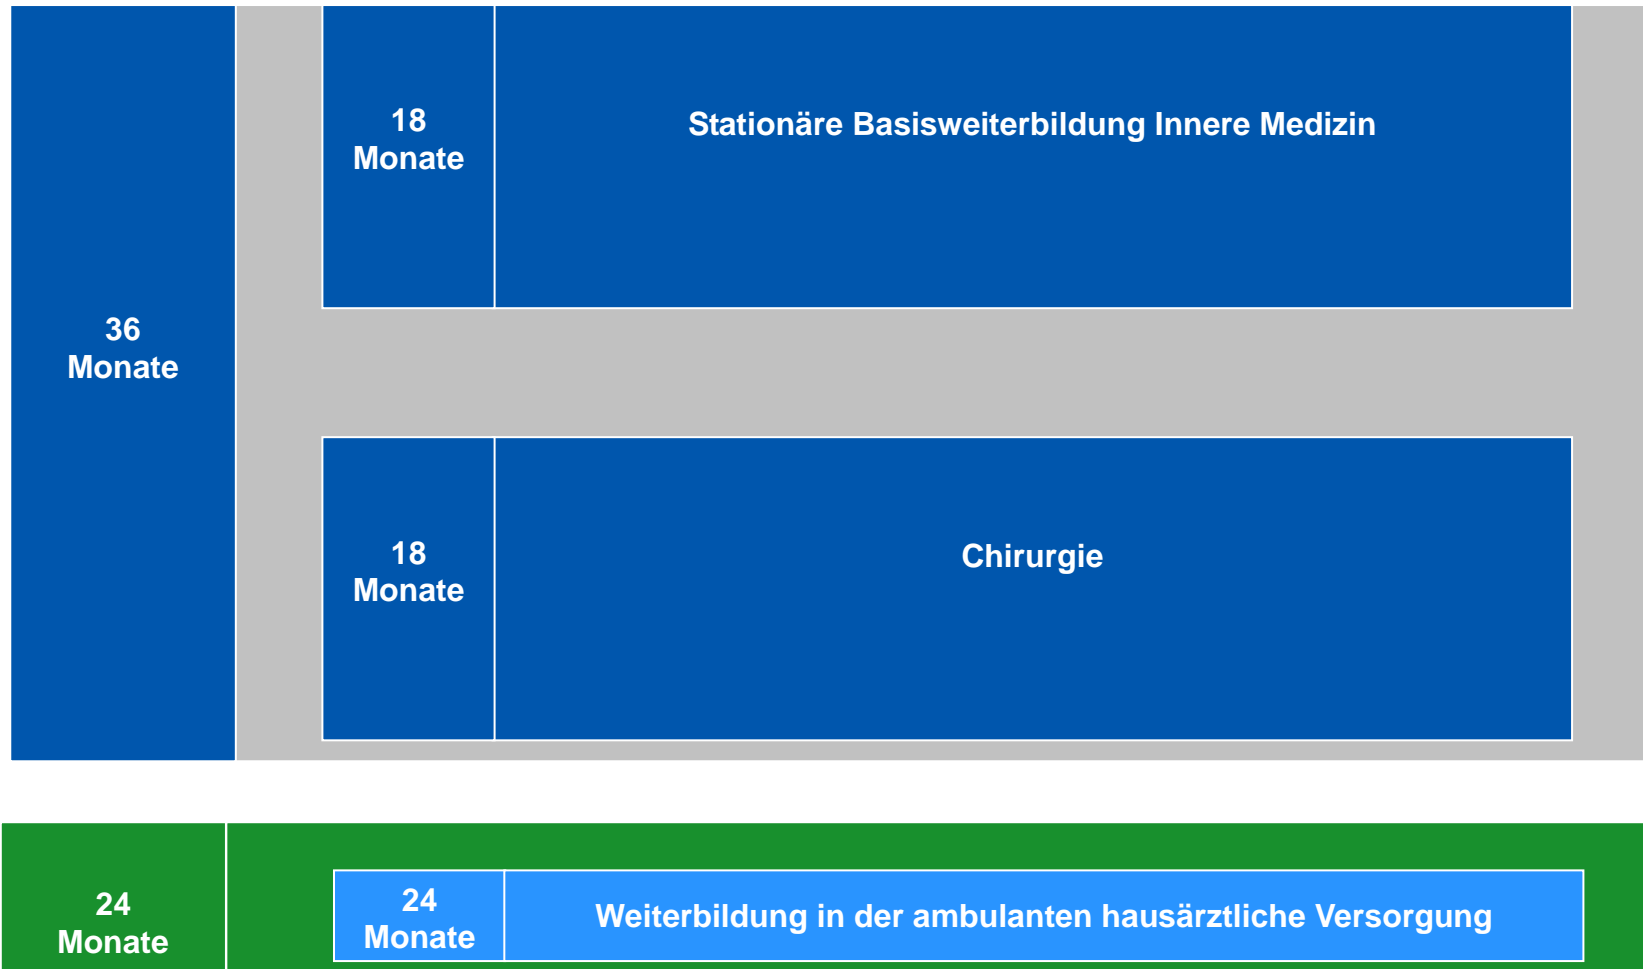 36
Monate
18
Monate
Stationäre Basisweiterbildung Innere Medizin
18
Monate
Chirurgie
24
Monate
24
Monate
Weiterbildung in der ambulanten hausärztliche Versorgung